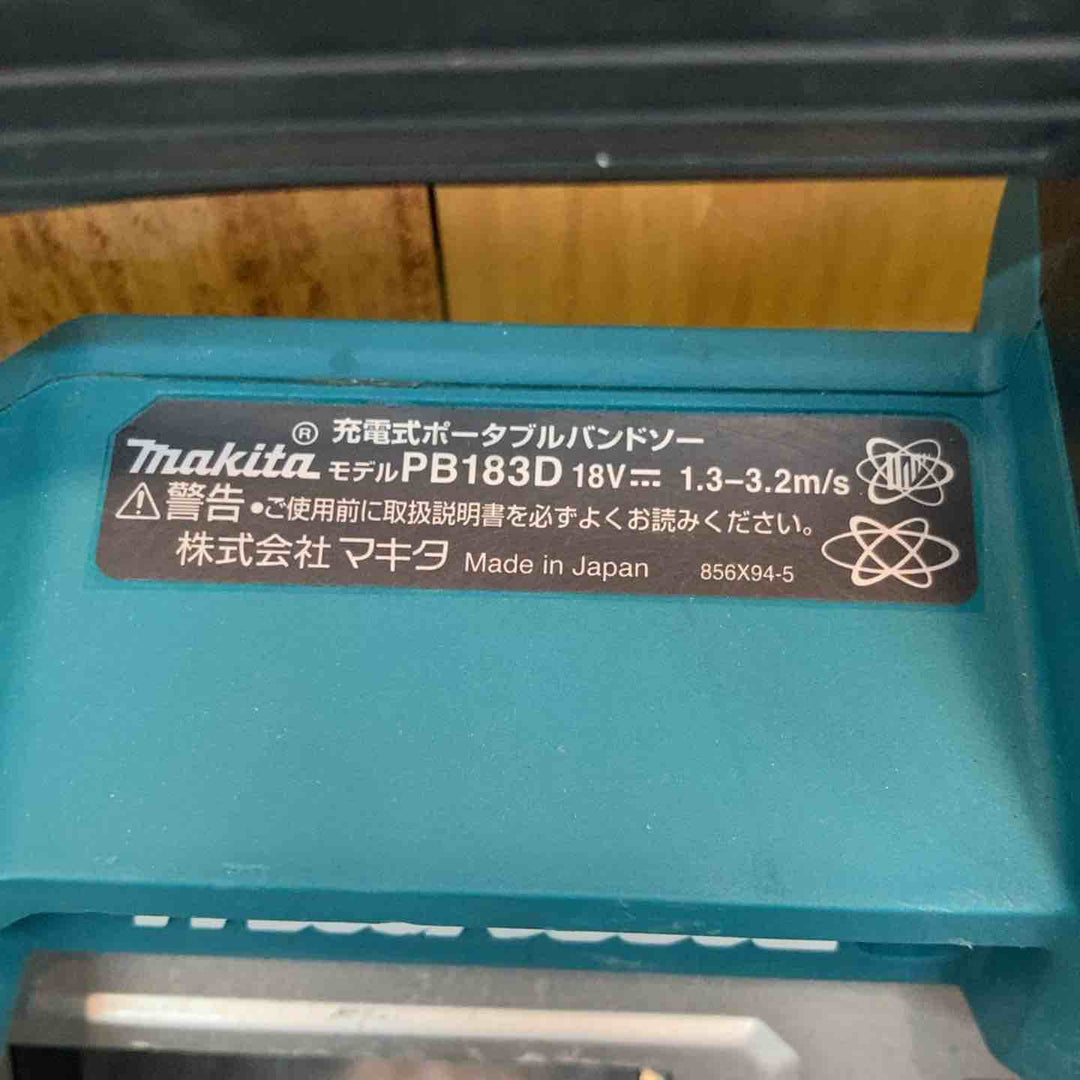 ® 充電式ポータブルバンドソー
makita モデルPB183D 18V⎓ 1.3–3.2m/s
⚠警告 •ご使用前に取扱説明書を必ずよくお読みください。
株式会社 マキタ Made in Japan 856X94-5